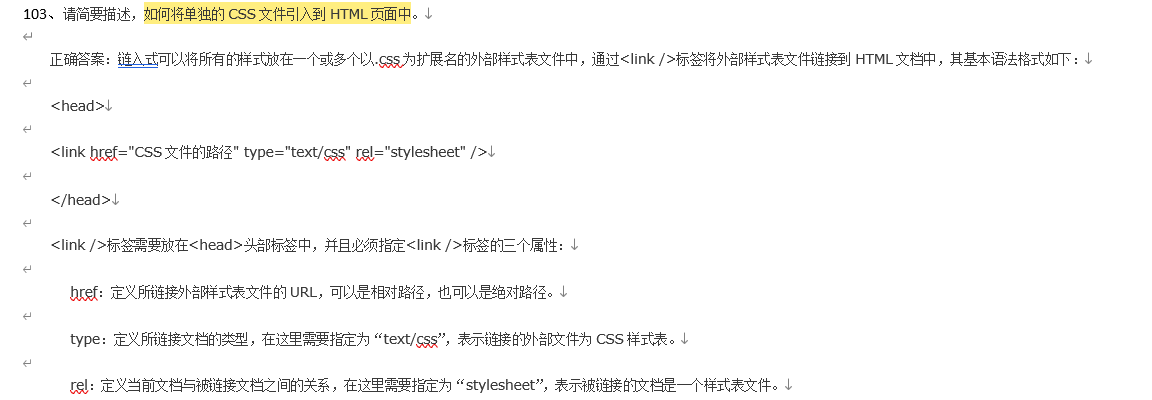 103、请简要描述，如何将单独的 CSS 文件引入到 HTML 页面中。↓
↵
正确答案：链入式可以将所有的样式放在一个或多个以.css 为扩展名的外部样式表文件中，通过<link />标签将外部样式表文件链接到 HTML 文档中，其基本语法格式如下：↓
↵
<head>↓
↵
<link href="CSS 文件的路径" type="text/css" rel="stylesheet" />↓
↵
</head>↓
↵
<link />标签需要放在<head>头部标签中，并且必须指定<link />标签的三个属性：↓
↵
href：定义所链接外部样式表文件的 URL，可以是相对路径，也可以是绝对路径。↓
↵
type：定义所链接文档的类型，在这里需要指定为“text/css”，表示链接的外部文件为 CSS 样式表。↓
↵
rel：定义当前文档与被链接文档之间的关系，在这里需要指定为“stylesheet”，表示被链接的文档是一个样式表文件。↓